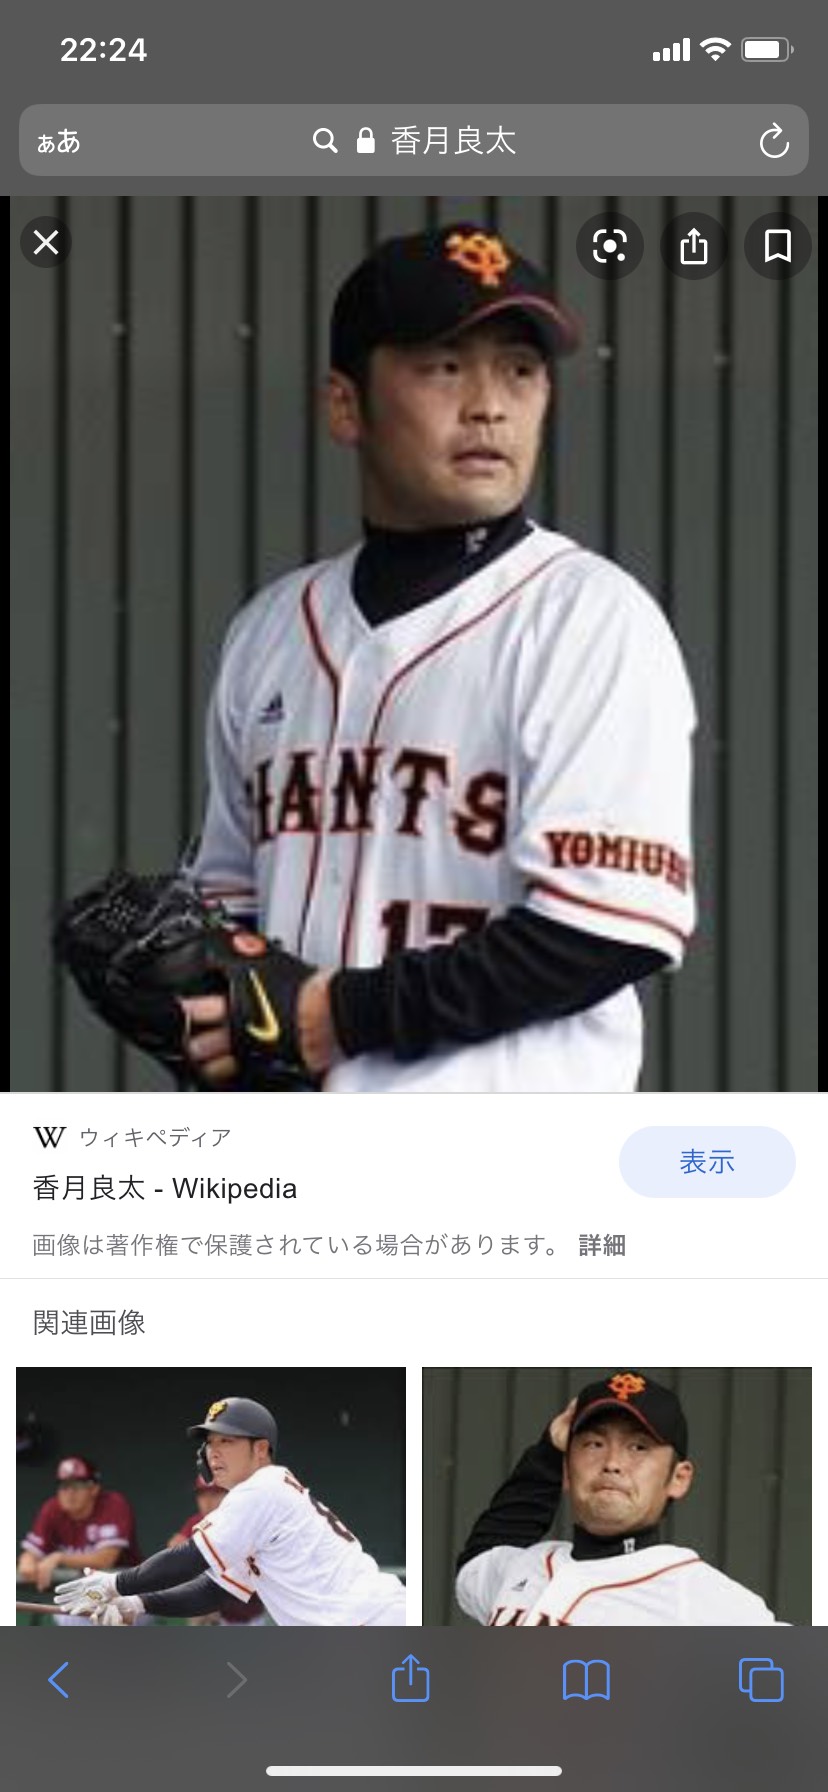 22:24
ぁあ 香月良太
GIANTS
YOMIURI
17
W ウィキペディア
香月良太 - Wikipedia
表示
画像は著作権で保護されている場合があります。 詳細
関連画像